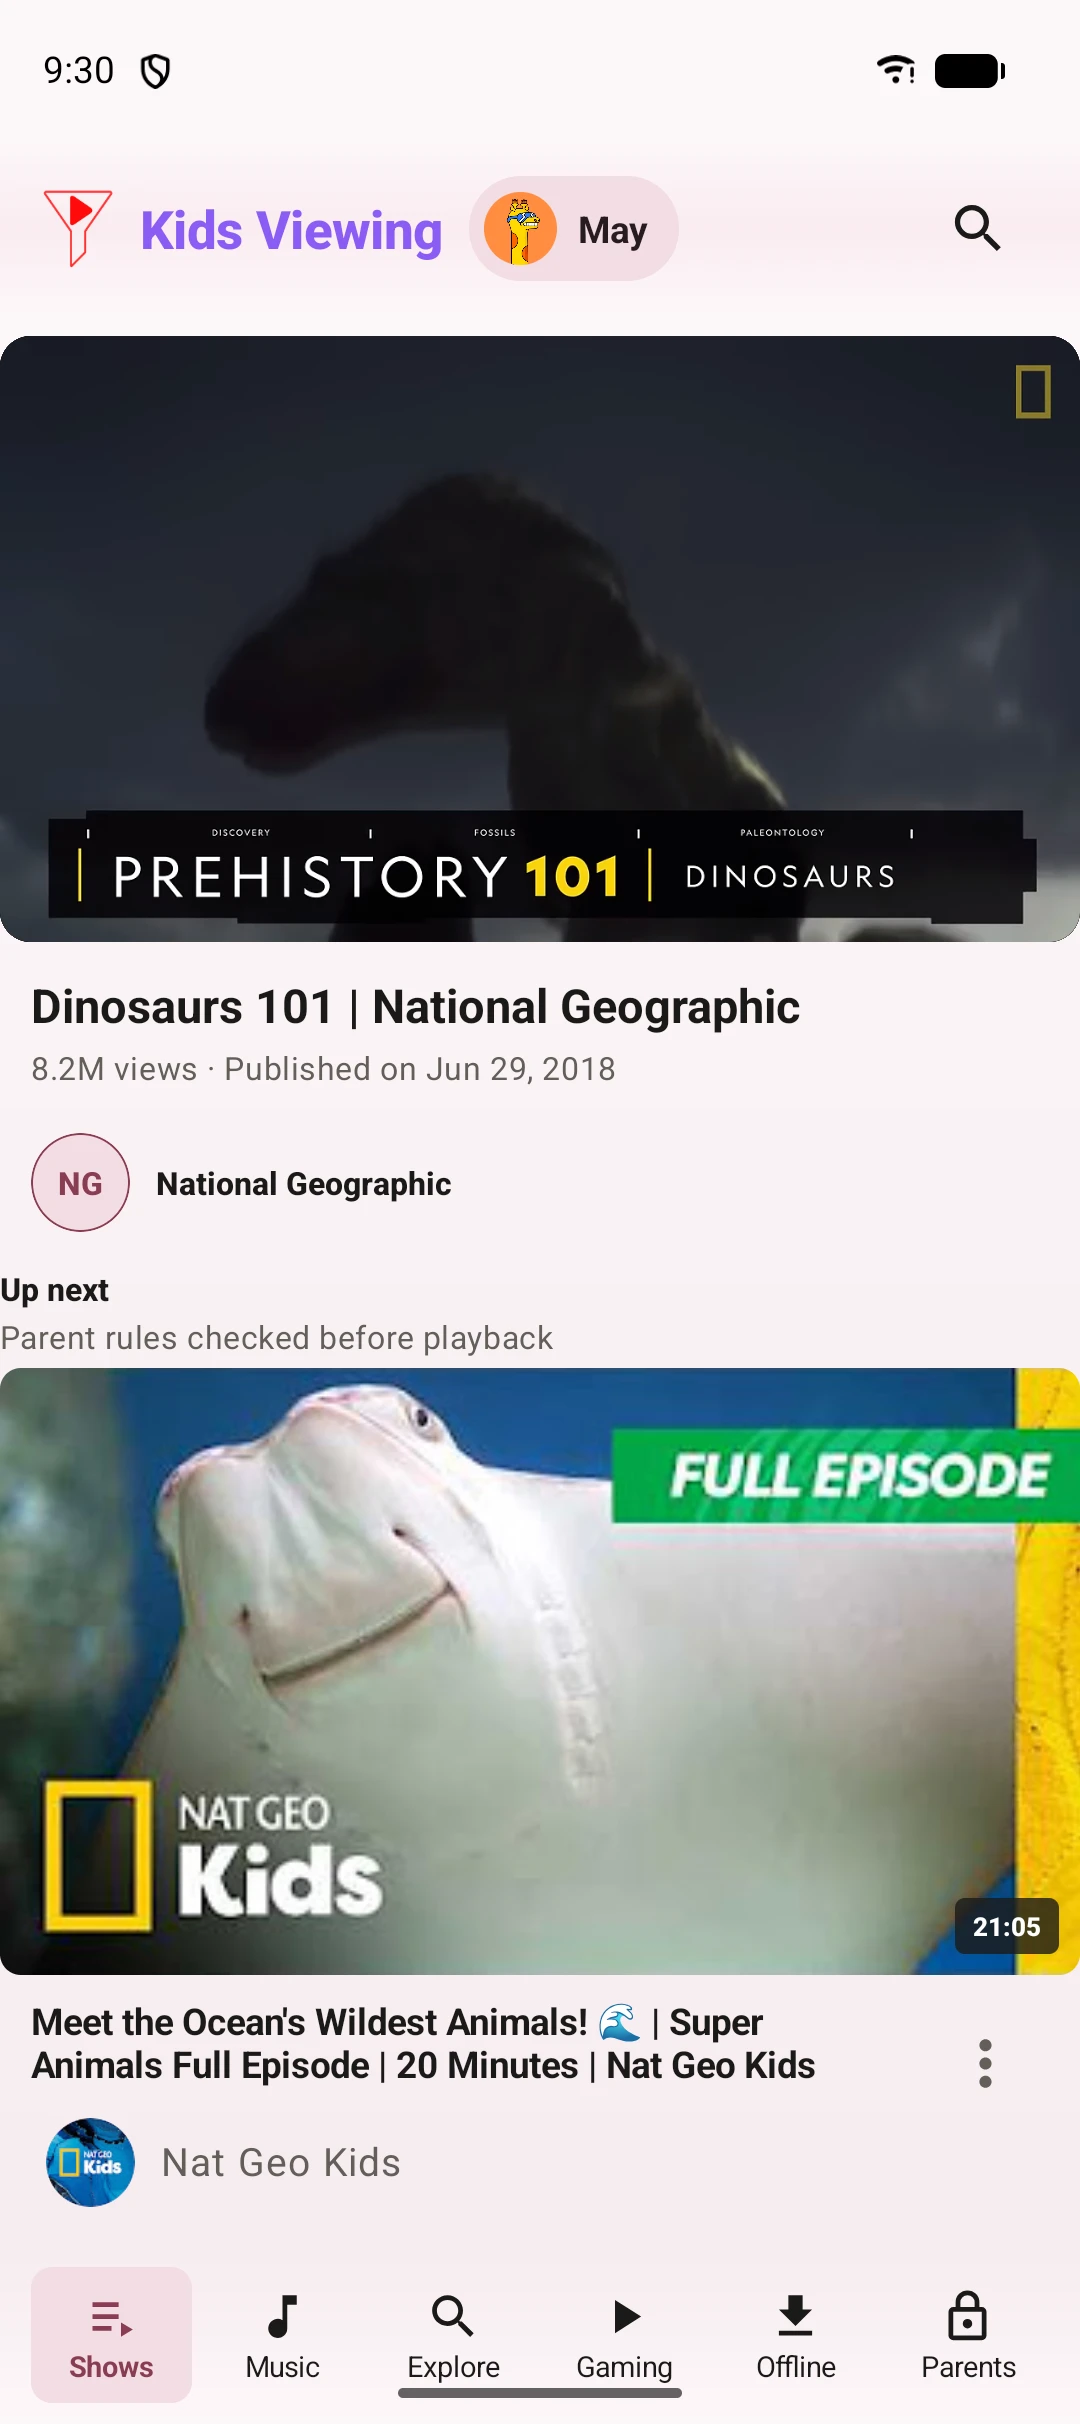 9:30
Kids Viewing
May
DISCOVERY FOSSILS PALEONTOLOGY
PREHISTORY 101 DINOSAURS
Dinosaurs 101 | National Geographic
8.2M views · Published on Jun 29, 2018
NG
National Geographic
Up next
Parent rules checked before playback
FULL EPISODE
NAT GEO
Kids
21:05
Meet the Ocean's Wildest Animals! 🌊 | Super
Animals Full Episode | 20 Minutes | Nat Geo Kids
NAT GEO
Kids
Nat Geo Kids
Shows Music Explore Gaming Offline Parents